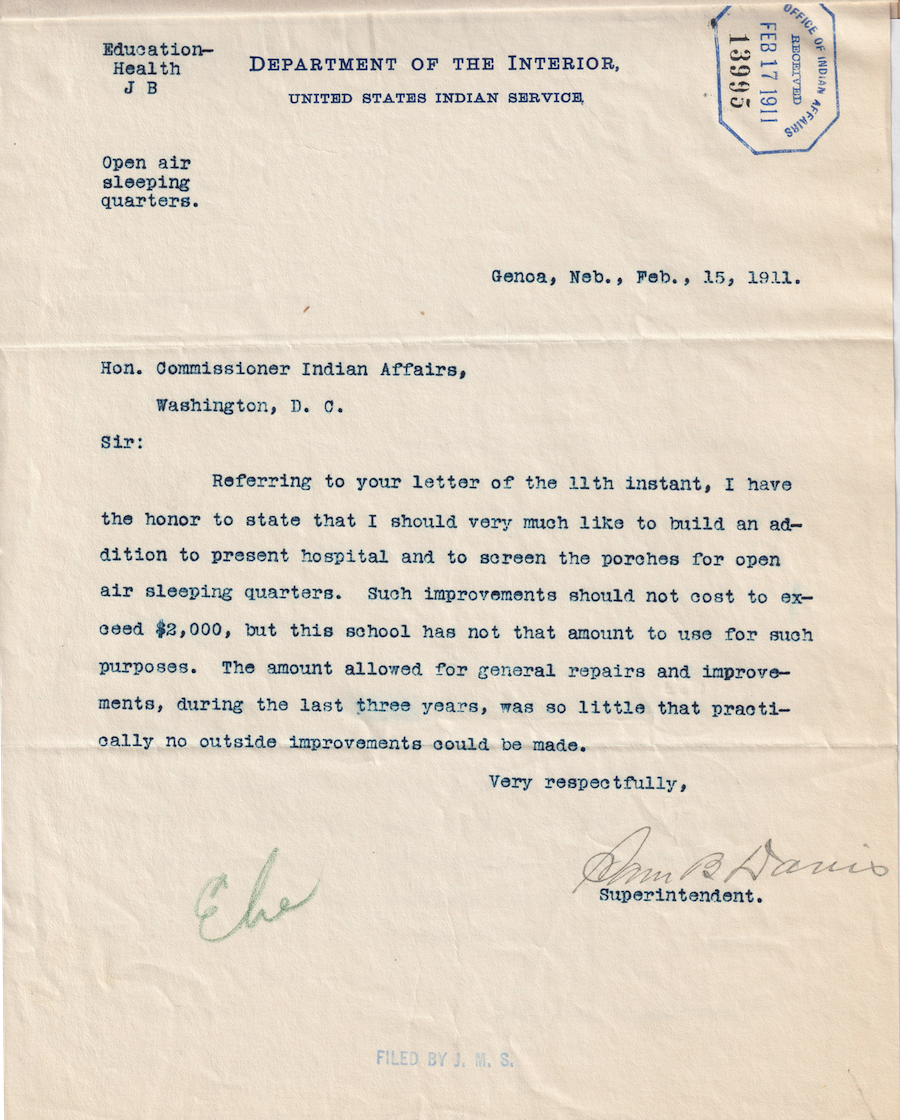 Education-
Health
J B
DEPARTMENT OF THE INTERIOR,
UNITED STATES INDIAN SERVICE,
OFFICE OF INDIAN AFFAIRS
RECEIVED
FEB 17 1911
13995
Open air
sleeping
quarters.
Genoa, Neb., Feb., 15, 1911.
Hon. Commissioner Indian Affairs,
Washington, D. C.
Sir:
Referring to your letter of the 11th instant, I have
the honor to state that I should very much like to build an ad-
dition to present hospital and to screen the porches for open
air sleeping quarters. Such improvements should not cost to ex-
ceed $2,000, but this school has not that amount to use for such
purposes. The amount allowed for general repairs and improve-
ments, during the last three years, was so little that practi-
cally no outside improvements could be made.
Very respectfully,
Sam B Davis
Superintendent.
FILED BY J. M. S.